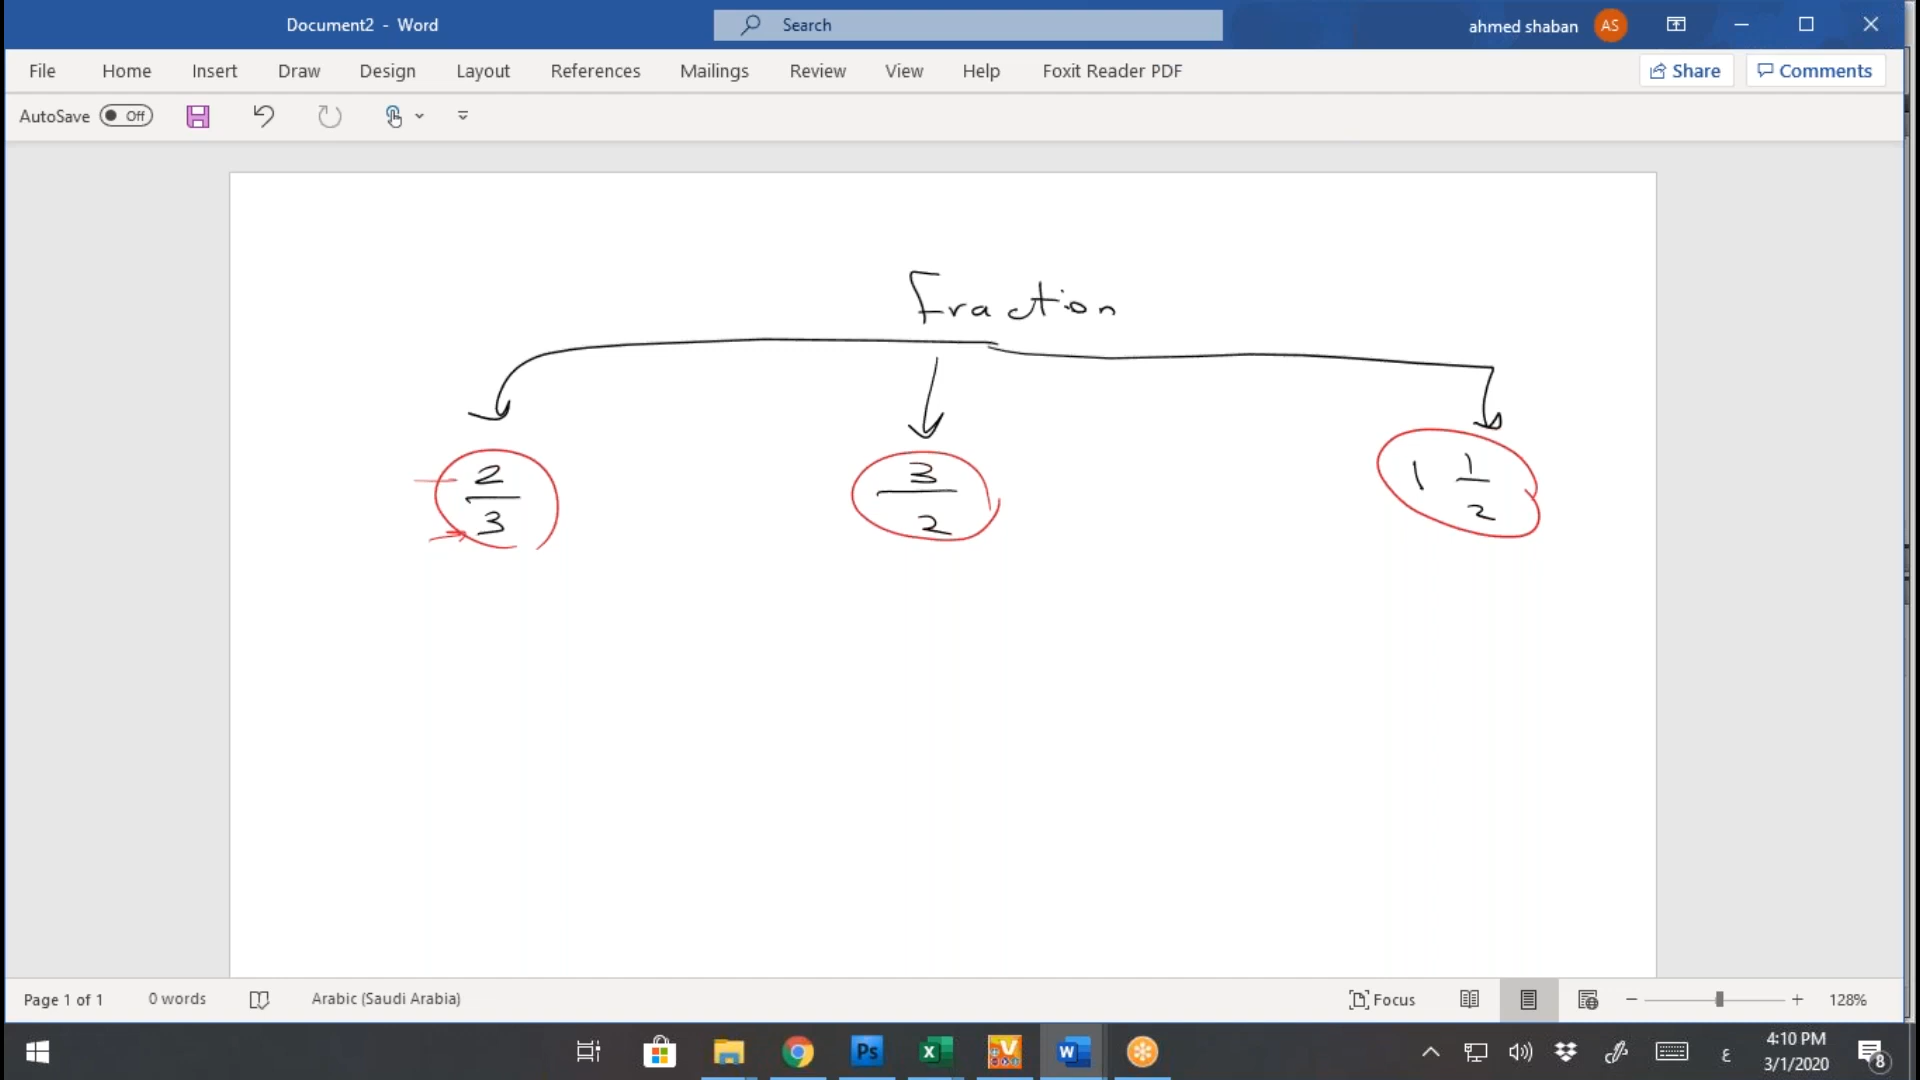 Document2 - Word
Search
ahmed shaban
AS
File
Home
Insert
Draw
Design
Layout
References
Mailings
Review
View
Help
Foxit Reader PDF
Share
Comments
AutoSave
Off
Fraction
2
3
3
2
1 1
2
Page 1 of 1
0 words
Arabic (Saudi Arabia)
Focus
128%
Ps
X
V
W
ع
4:10 PM
3/1/2020
8